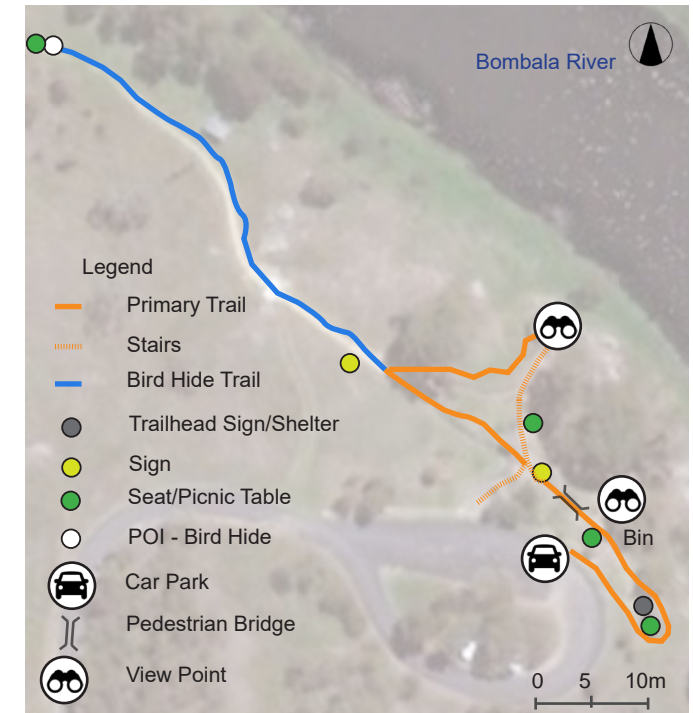 Bombala River
Legend
Primary Trail
Stairs
Bird Hide Trail
Trailhead Sign/Shelter
Sign
Seat/Picnic Table
POI - Bird Hide
Bin
Car Park
Pedestrian Bridge
View Point
0 5 10m